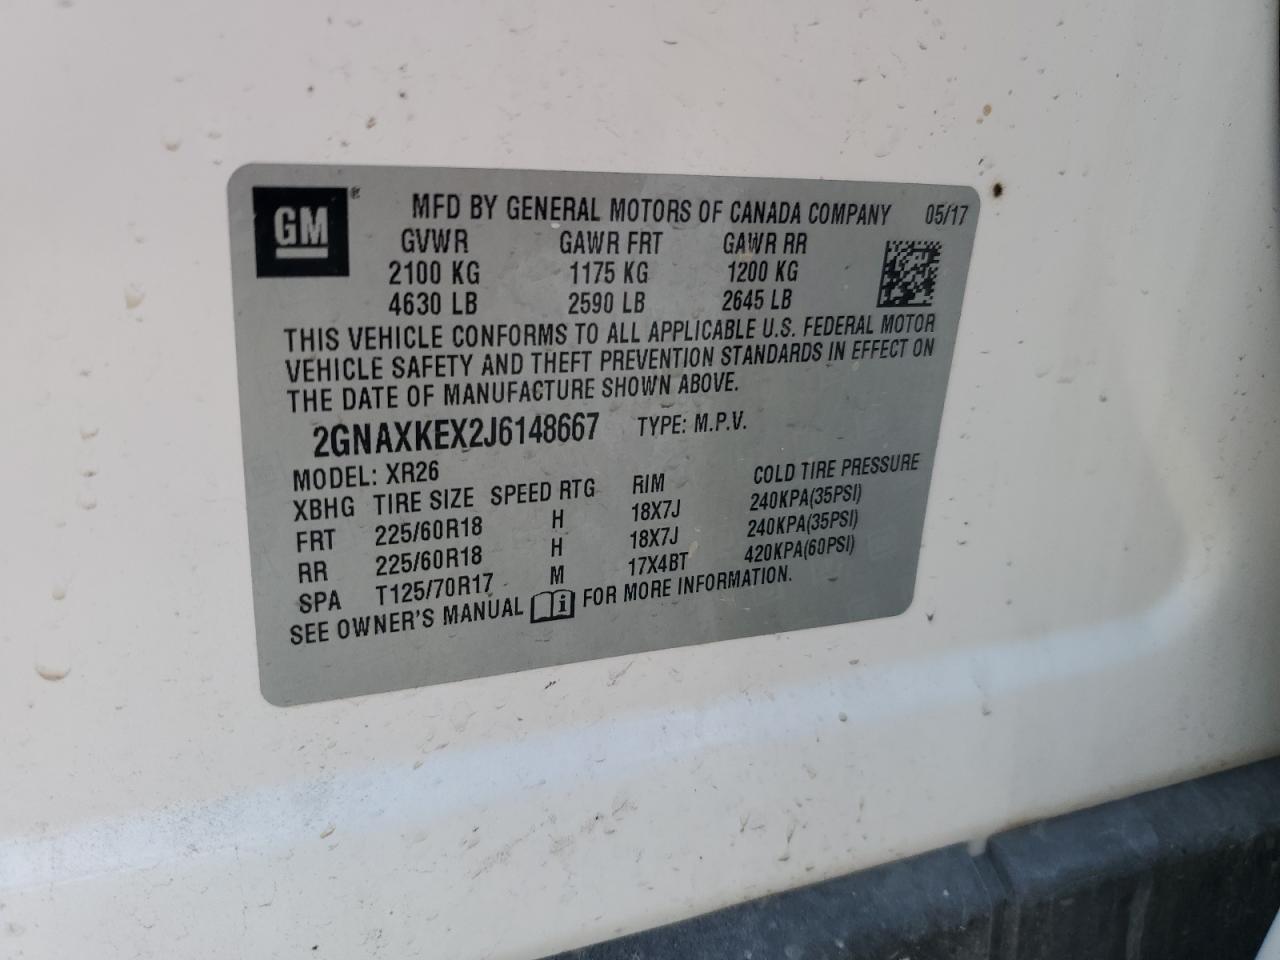 GM ® MFD BY GENERAL MOTORS OF CANADA COMPANY 05/17
GVWR GAWR FRT GAWR RR
2100 KG 1175 KG 1200 KG
4630 LB 2590 LB 2645 LB
THIS VEHICLE CONFORMS TO ALL APPLICABLE U.S. FEDERAL MOTOR
VEHICLE SAFETY AND THEFT PREVENTION STANDARDS IN EFFECT ON
THE DATE OF MANUFACTURE SHOWN ABOVE.
2GNAXKEX2J6148667 TYPE: M.P.V.
MODEL: XR26
XBHG TIRE SIZE SPEED RTG RIM COLD TIRE PRESSURE
FRT 225/60R18 H 18X7J 240KPA(35PSI)
RR 225/60R18 H 18X7J 240KPA(35PSI)
SPA T125/70R17 M 17X4BT 420KPA(60PSI)
SEE OWNER'S MANUAL i FOR MORE INFORMATION.